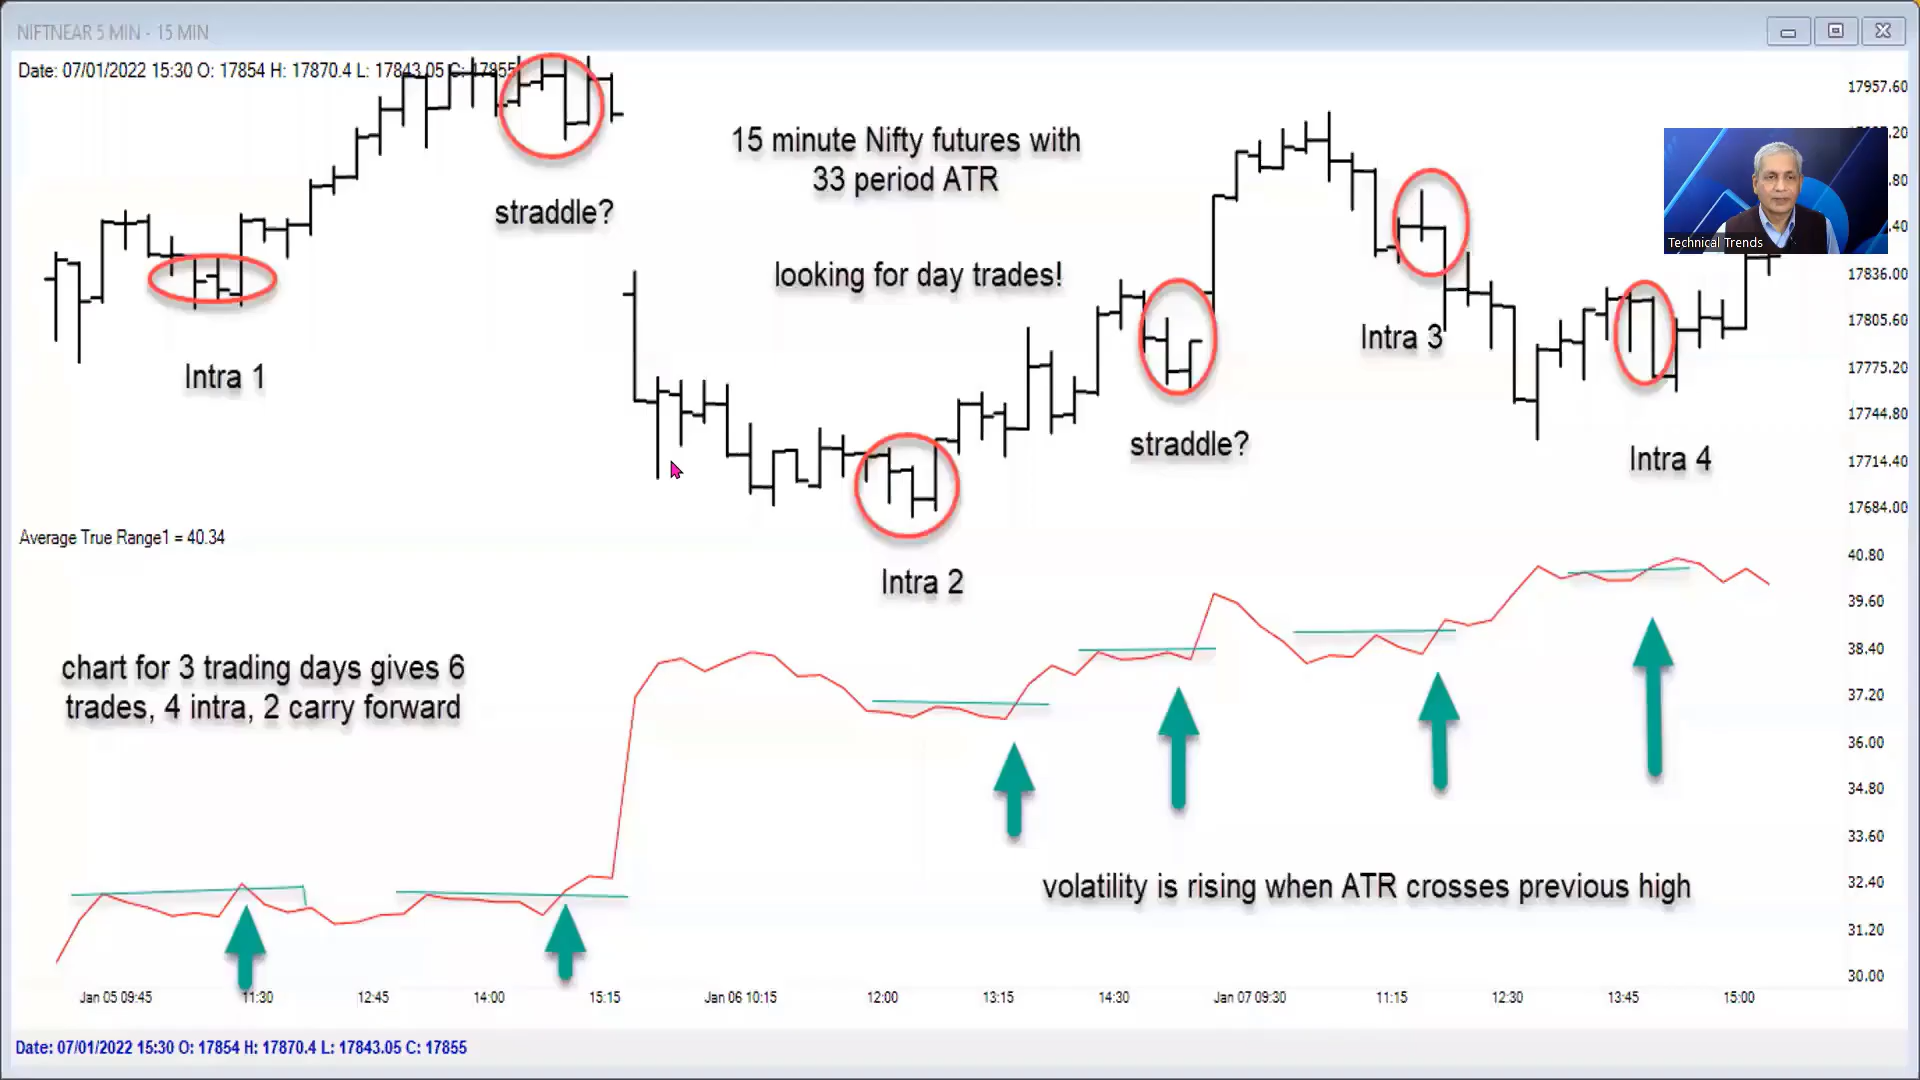 NIFTNEAR 5 MIN - 15 MIN
Date: 07/01/2022 15:30 O: 17854 H: 17870.4 L: 17843.05 C: 17855
17957.60
15 minute Nifty futures with
33 period ATR
straddle?
Technical Trends
looking for day trades!
17836.00
17805.60
Intra 3
Intra 1
17775.20
17744.80
straddle?
Intra 4
17714.40
17684.00
Average True Range1 = 40.34
40.80
Intra 2
39.60
38.40
chart for 3 trading days gives 6
trades, 4 intra, 2 carry forward
37.20
36.00
34.80
33.60
volatility is rising when ATR crosses previous high
32.40
31.20
30.00
Jan 05 09:45 11:30 12:45 14:00 15:15 Jan 06 10:15 12:00 13:15 14:30 Jan 07 09:30 11:15 12:30 13:45 15:00
Date: 07/01/2022 15:30 O: 17854 H: 17870.4 L: 17843.05 C: 17855